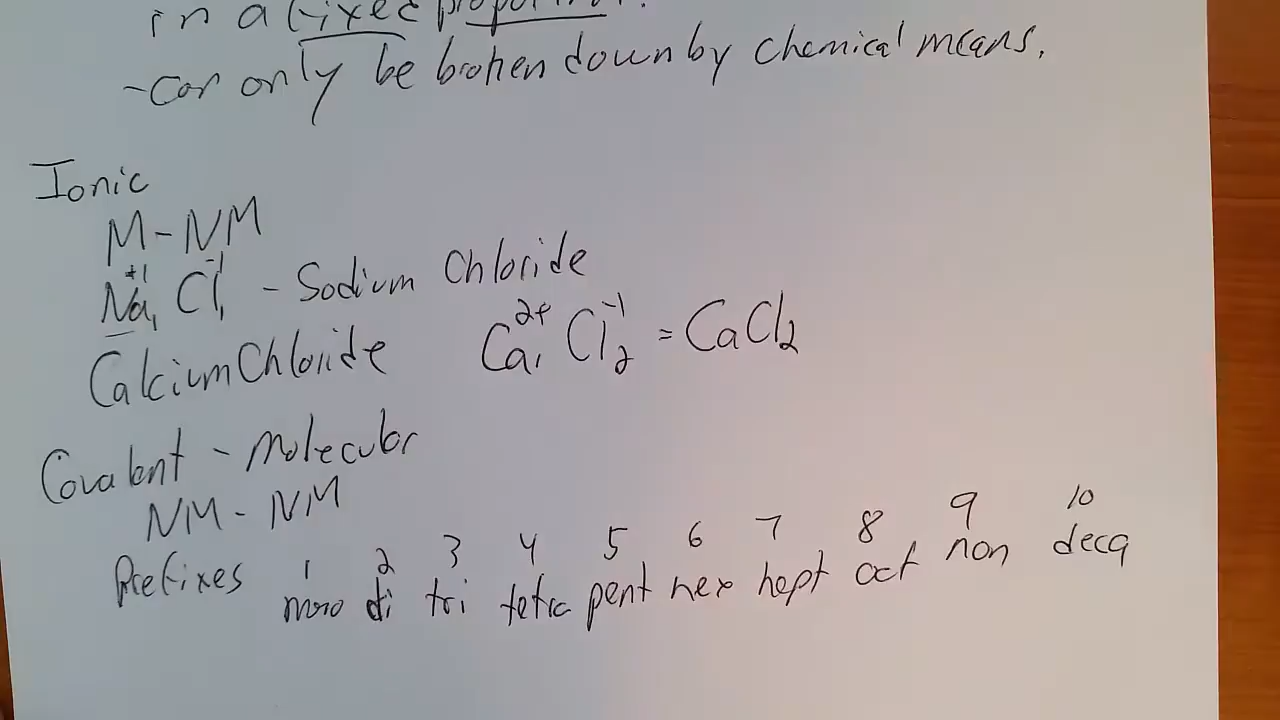 in a fixed proportion.
-can only be broken down by chemical means.
Ionic
M-NM
Na₁⁺¹ Cl₁⁻¹ - Sodium Chloride
Calcium Chloride Ca₁²⁺ Cl₂⁻¹ = CaCl₂
Covalent - molecular
NM - NM
1 2 3 4 5 6 7 8 9 10
Prefixes mono di tri tetra pent hex hept oct non deca